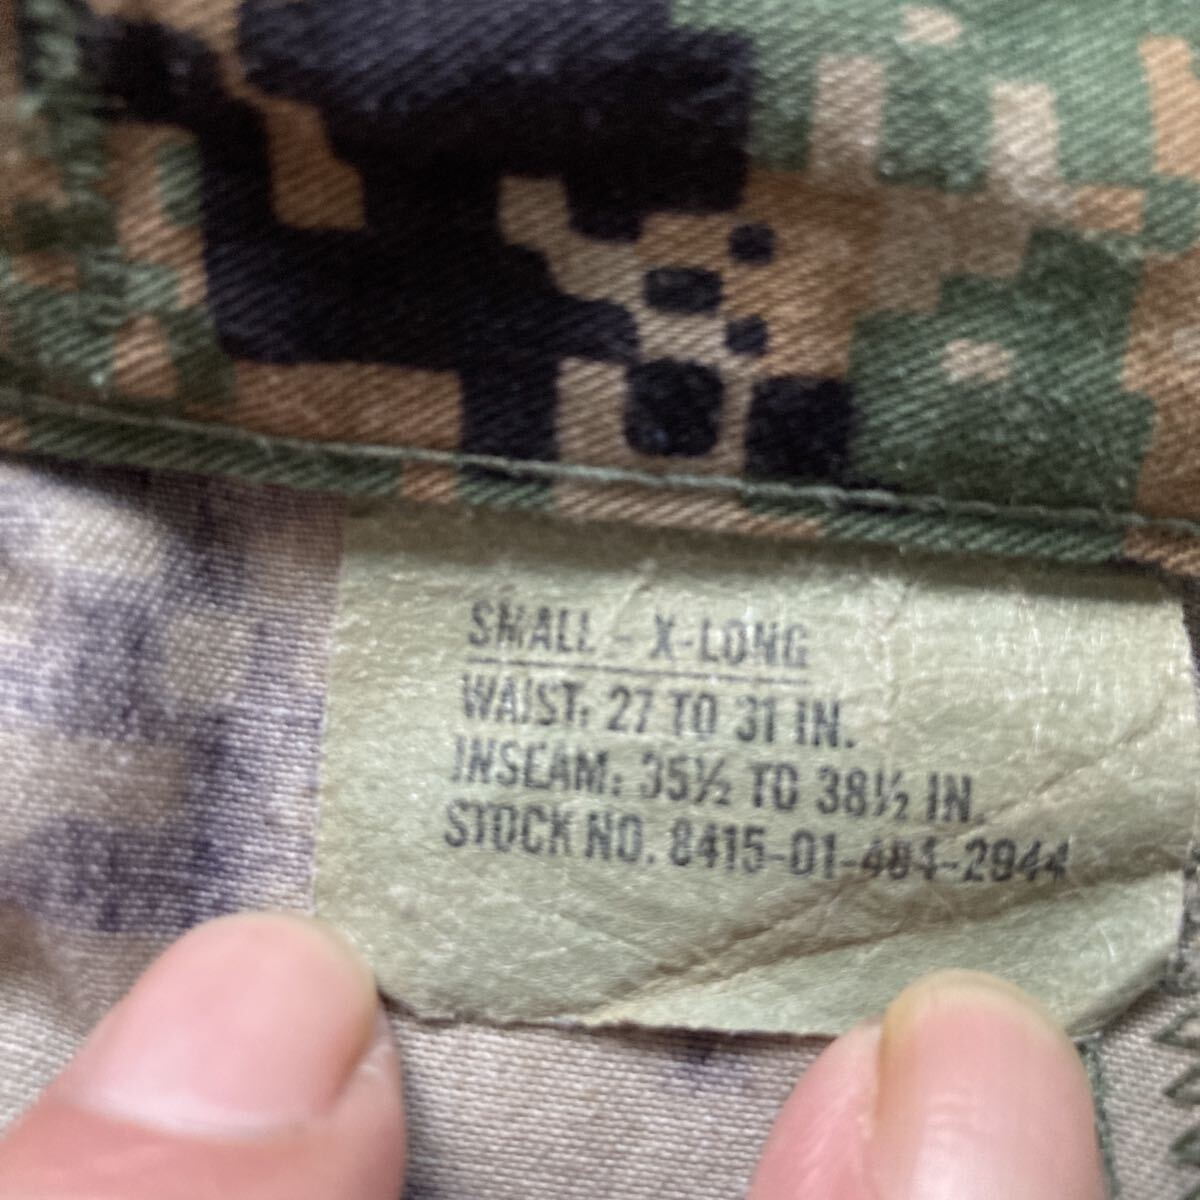 SMALL - X-LONG
WAIST: 27 TO 31 IN.
INSEAM: 35½ TO 38½ IN.
STOCK NO. 8415-01-484-2944